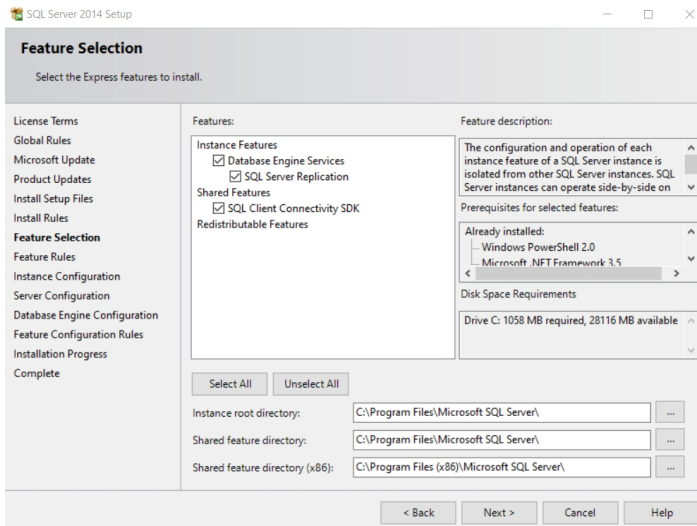 SQL Server 2014 Setup
Feature Selection
Select the Express features to install.
License Terms
Global Rules
Microsoft Update
Product Updates
Install Setup Files
Install Rules
Feature Selection
Feature Rules
Instance Configuration
Server Configuration
Database Engine Configuration
Feature Configuration Rules
Installation Progress
Complete
Features:
Instance Features
Database Engine Services
SQL Server Replication
Shared Features
SQL Client Connectivity SDK
Redistributable Features
Feature description:
The configuration and operation of each
instance feature of a SQL Server instance is
isolated from other SQL Server instances. SQL
Server instances can operate side-by-side on
Prerequisites for selected features:
Already installed:
Windows PowerShell 2.0
Microsoft .NET Framework 3.5
Disk Space Requirements
Drive C: 1058 MB required, 28116 MB available
Select All
Unselect All
Instance root directory:
C:\Program Files\Microsoft SQL Server\
...
Shared feature directory:
C:\Program Files\Microsoft SQL Server\
...
Shared feature directory (x86):
C:\Program Files (x86)\Microsoft SQL Server\
...
< Back
Next >
Cancel
Help